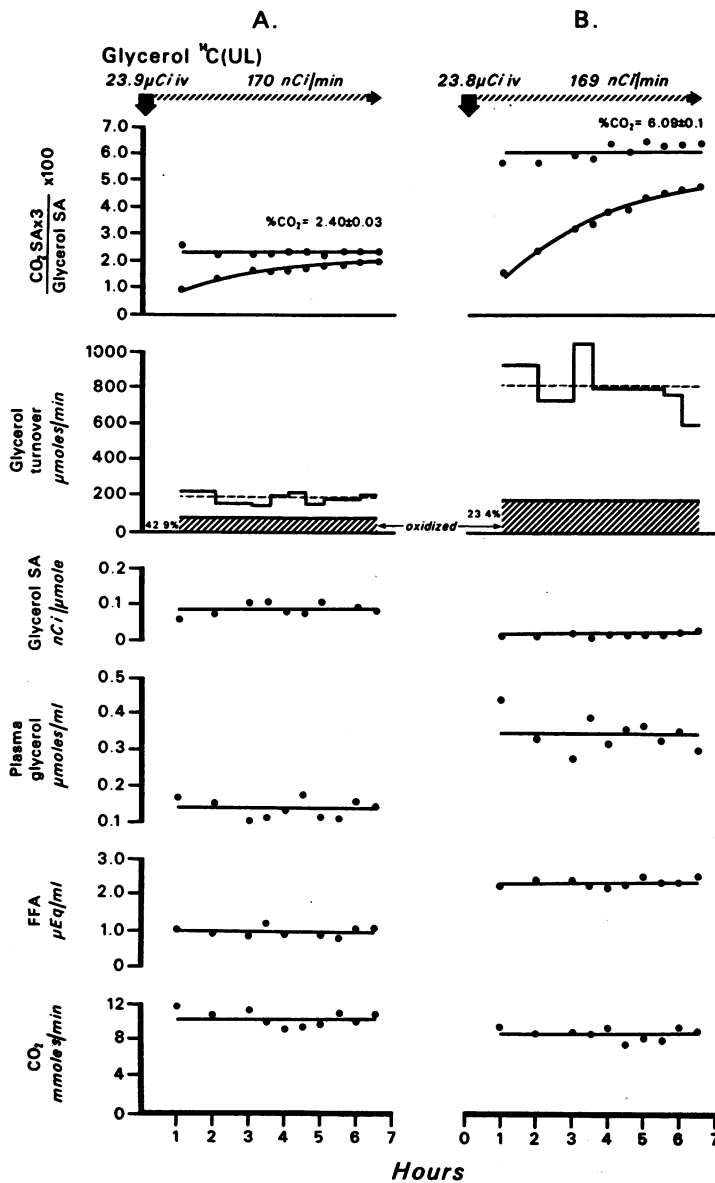 A. B.
Glycerol ¹⁴C(UL)
23.9μCi iv 170 nCi/min 23.8μCi iv 169 nCi/min
CO₂ SAx3 x100
Glycerol SA
7.0
6.0
5.0
4.0
3.0
2.0
1.0
0
%CO₂= 2.40±0.03
%CO₂= 6.09±0.1
Glycerol
turnover
μmoles/min
1000
800
600
400
200
0
42 9%
oxidized
23 4%
Glycerol SA
nCi/μmole
0.2
0.1
0
Plasma
glycerol
μmoles/ml
0.5
0.4
0.3
0.2
0.1
FFA
μEq/ml
3.0
2.0
1.0
0
CO₂
mmoles/min
12
8
4
0
1 2 3 4 5 6 7 0 1 2 3 4 5 6 7
Hours